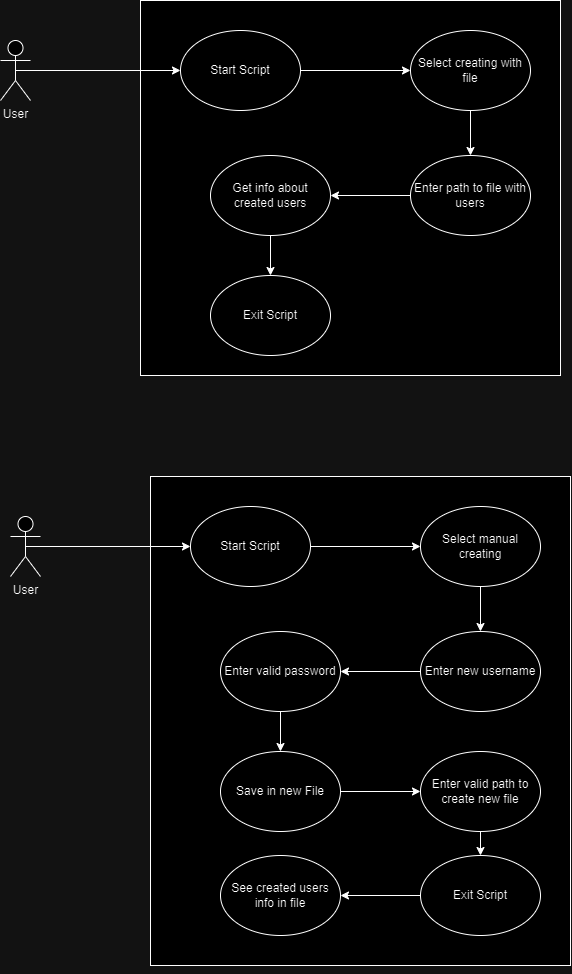 Start Script
Select creating with
file
User
Get info about
created users
Enter path to file with
users
Exit Script
Start Script
Select manual
creating
User
Enter valid password
Enter new username
Save in new File
Enter valid path to
create new file
See created users
info in file
Exit Script